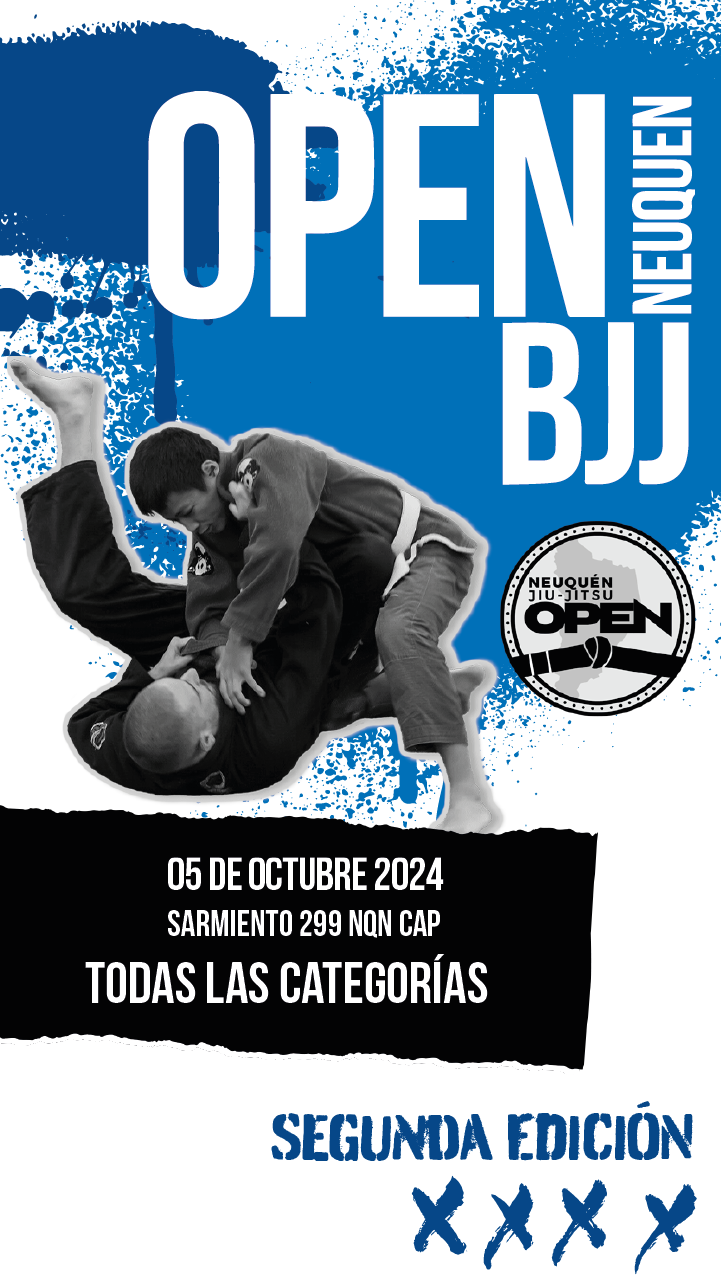 OPEN
NEUQUEN
BJJ
NEUQUÉN
JIU-JITSU
OPEN
05 DE OCTUBRE 2024
SARMIENTO 299 NQN CAP
TODAS LAS CATEGORÍAS
SEGUNDA EDICIÓN
X X X X